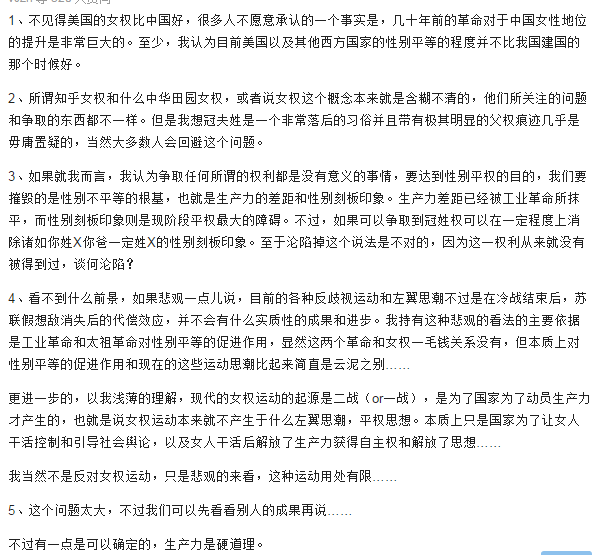 1、不见得美国的女权比中国好，很多人不愿意承认的一个事实是，几十年前的革命对于中国女性地位
的提升是非常巨大的。至少，我认为目前美国以及其他西方国家的性别平等的程度并不比我国建国的
那个时候好。
2、所谓知乎女权和什么中华田园女权，或者说女权这个概念本来就是含糊不清的，他们所关注的问题
和争取的东西都不一样。但是我想冠夫姓是一个非常落后的习俗并且带有极其明显的父权痕迹几乎是
毋庸置疑的，当然大多数人会回避这个问题。
3、如果就我而言，我认为争取任何所谓的权利都是没有意义的事情，要达到性别平权的目的，我们要
摧毁的是性别不平等的根基，也就是生产力的差距和性别刻板印象。生产力差距已经被工业革命所抹
平，而性别刻板印象则是现阶段平权最大的障碍。不过，如果可以争取到冠姓权可以在一定程度上消
除诸如你姓X你爸一定姓X的性别刻板印象。至于沦陷掉这个说法是不对的，因为这一权利从来就没有
被得到过，谈何沦陷？
4、看不到什么前景，如果悲观一点儿说，目前的各种反歧视运动和左翼思潮不过是在冷战结束后，苏
联假想敌消失后的代偿效应，并不会有什么实质性的成果和进步。我持有这种悲观的看法的主要依据
是工业革命和太祖革命对性别平等的促进作用，显然这两个革命和女权一毛钱关系没有，但本质上对
性别平等的促进作用和现在的这些运动思潮比起来简直是云泥之别……
更进一步的，以我浅薄的理解，现代的女权运动的起源是二战（or一战），是为了国家为了动员生产力
才产生的，也就是说女权运动本来就不产生于什么左翼思潮，平权思想。本质上只是国家为了让女人
干活控制和引导社会舆论，以及女人干活后解放了生产力获得自主权和解放了思想……
我当然不是反对女权运动，只是悲观的来看，这种运动用处有限……
5、这个问题太大，不过我们可以先看看别人的成果再说……
不过有一点是可以确定的，生产力是硬道理。